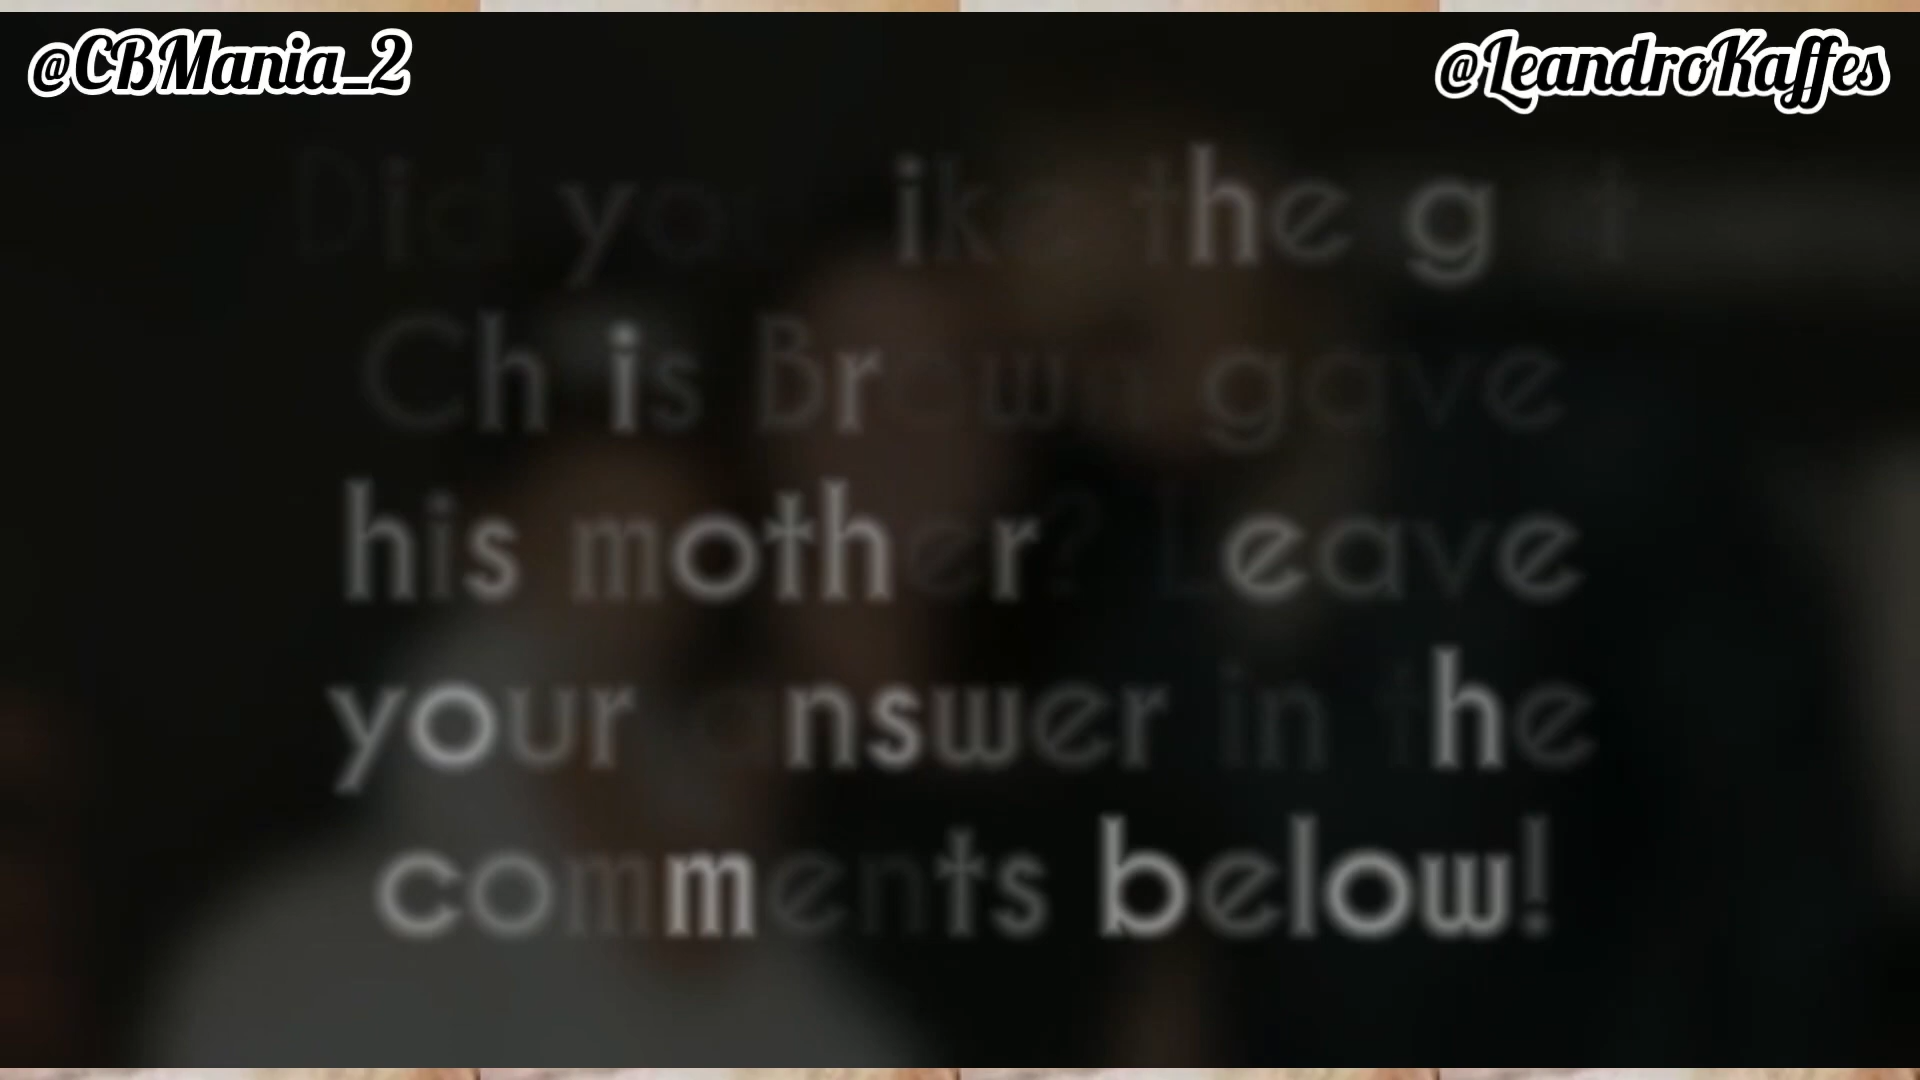 @CBMania_2
@LeandroKaffes
Did you like the
Chris Brown gave
his mother? Leave
your answer in the
comments below!